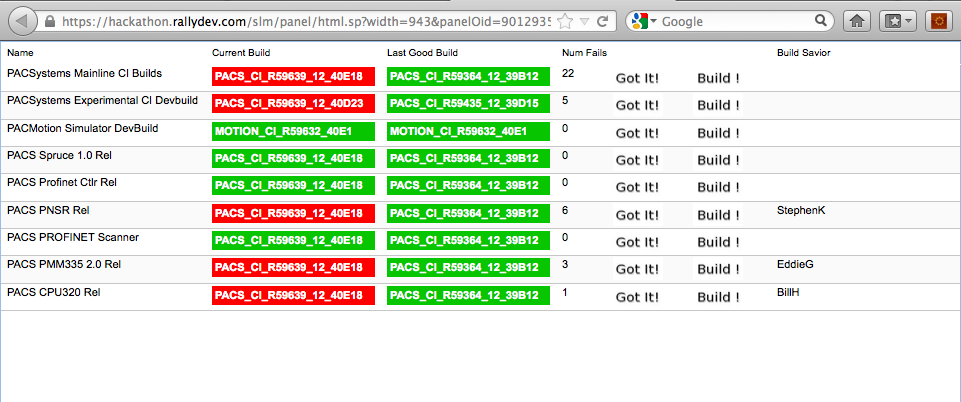 https://hackathon.rallydev.com/slm/panel/html.sp?width=943&panelOid=9012935 Google
Name Current Build Last Good Build Num Fails Build Savior
PACSystems Mainline CI Builds PACS_CI_R59639_12_40E18 PACS_CI_R59364_12_39B12 22 Got It! Build !
PACSystems Experimental CI Devbuild PACS_CI_R59639_12_40D23 PACS_CI_R59435_12_39D15 5 Got It! Build !
PACMotion Simulator DevBuild MOTION_CI_R59632_40E1 MOTION_CI_R59632_40E1 0 Got It! Build !
PACS Spruce 1.0 Rel PACS_CI_R59639_12_40E18 PACS_CI_R59364_12_39B12 0 Got It! Build !
PACS Profinet Ctlr Rel PACS_CI_R59639_12_40E18 PACS_CI_R59364_12_39B12 0 Got It! Build !
PACS PNSR Rel PACS_CI_R59639_12_40E18 PACS_CI_R59364_12_39B12 6 Got It! Build ! StephenK
PACS PROFINET Scanner PACS_CI_R59639_12_40E18 PACS_CI_R59364_12_39B12 0 Got It! Build !
PACS PMM335 2.0 Rel PACS_CI_R59639_12_40E18 PACS_CI_R59364_12_39B12 3 Got It! Build ! EddieG
PACS CPU320 Rel PACS_CI_R59639_12_40E18 PACS_CI_R59364_12_39B12 1 Got It! Build ! BillH